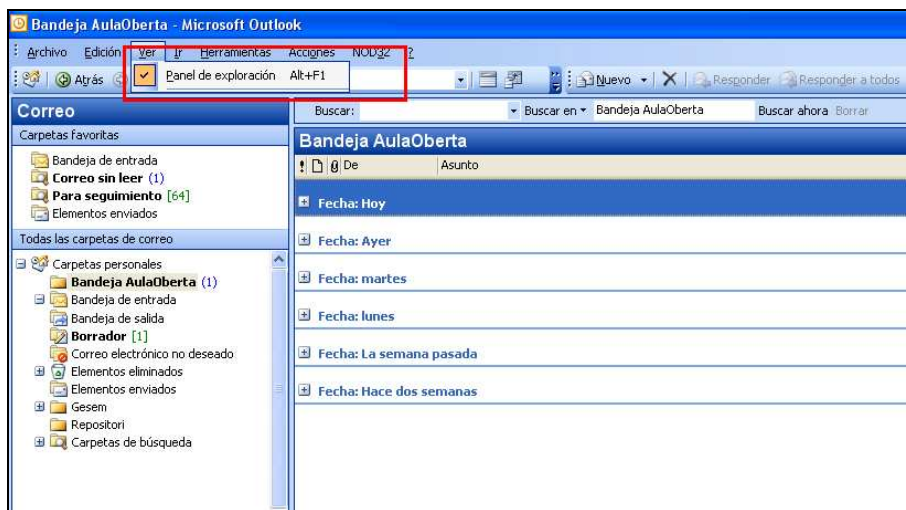 Bandeja AulaOberta - Microsoft Outlook
Archivo Edición Ver Ir Herramientas Acciones NOD32 ?
Atrás Panel de exploración Alt+F1 Nuevo Responder Responder a todos
Correo Buscar: Buscar en Bandeja AulaOberta Buscar ahora Borrar
Carpetas favoritas
Bandeja AulaOberta
Bandeja de entrada
! De Asunto
Correo sin leer (1)
Para seguimiento [64]
Elementos enviados
Todas las carpetas de correo
Carpetas personales
Bandeja AulaOberta (1)
Bandeja de entrada
Bandeja de salida
Borrador [1]
Correo electrónico no deseado
Elementos eliminados
Elementos enviados
Gesem
Repositori
Carpetas de búsqueda
Fecha: Hoy
Fecha: Ayer
Fecha: martes
Fecha: lunes
Fecha: La semana pasada
Fecha: Hace dos semanas